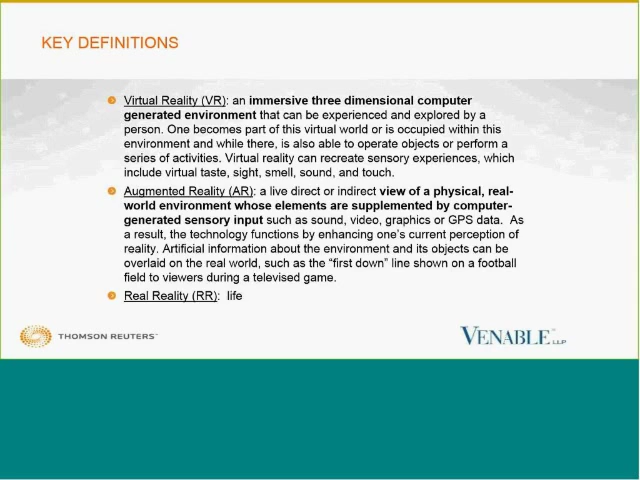 KEY DEFINITIONS
Virtual Reality (VR): an immersive three dimensional computer
generated environment that can be experienced and explored by a
person. One becomes part of this virtual world or is occupied within this
environment and while there, is also able to operate objects or perform a
series of activities. Virtual reality can recreate sensory experiences, which
include virtual taste, sight, smell, sound, and touch.
Augmented Reality (AR): a live direct or indirect view of a physical, real-
world environment whose elements are supplemented by computer-
generated sensory input such as sound, video, graphics or GPS data. As
a result, the technology functions by enhancing one's current perception of
reality. Artificial information about the environment and its objects can be
overlaid on the real world, such as the “first down” line shown on a football
field to viewers during a televised game.
Real Reality (RR): life
THOMSON REUTERS™
VENABLE LLP